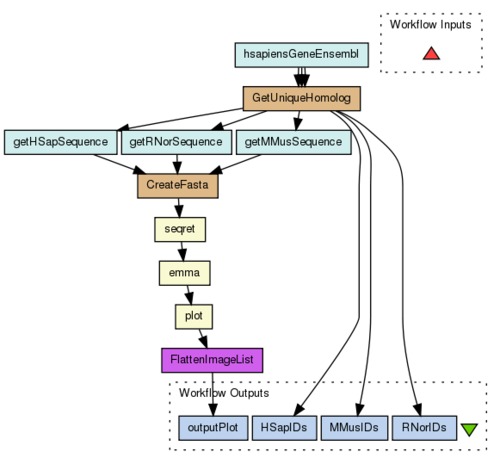 Workflow Inputs
hsapiensGeneEnsembl
GetUniqueHomolog
getHSapSequence
getRNorSequence
getMMusSequence
CreateFasta
seqret
emma
plot
FlattenImageList
Workflow Outputs
outputPlot
HSapIDs
MMusIDs
RNorIDs